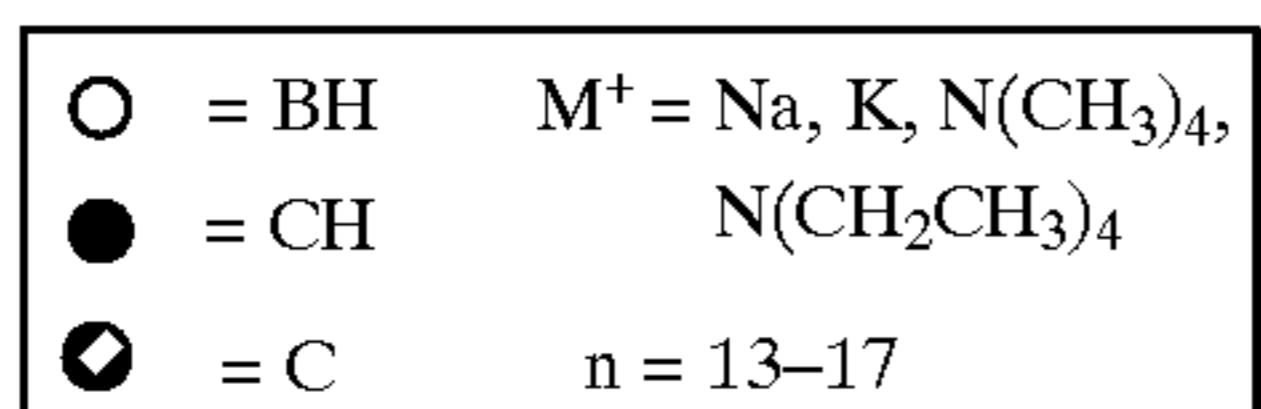 = BH M⁺ = Na, K, N(CH₃)₄,
= CH N(CH₂CH₃)₄
= C n = 13–17